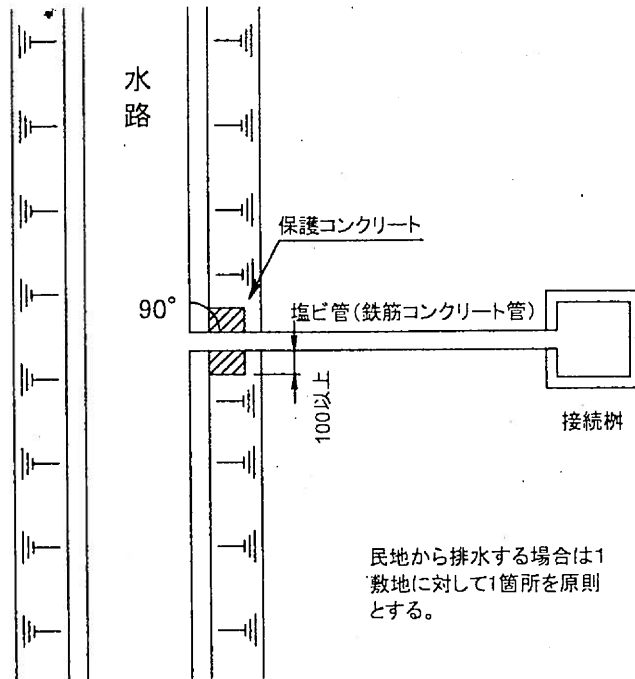 水
路
保護コンクリート
90°
塩ビ管(鉄筋コンクリート管)
100以上
接続桝
民地から排水する場合は1
敷地に対して1箇所を原則
とする。